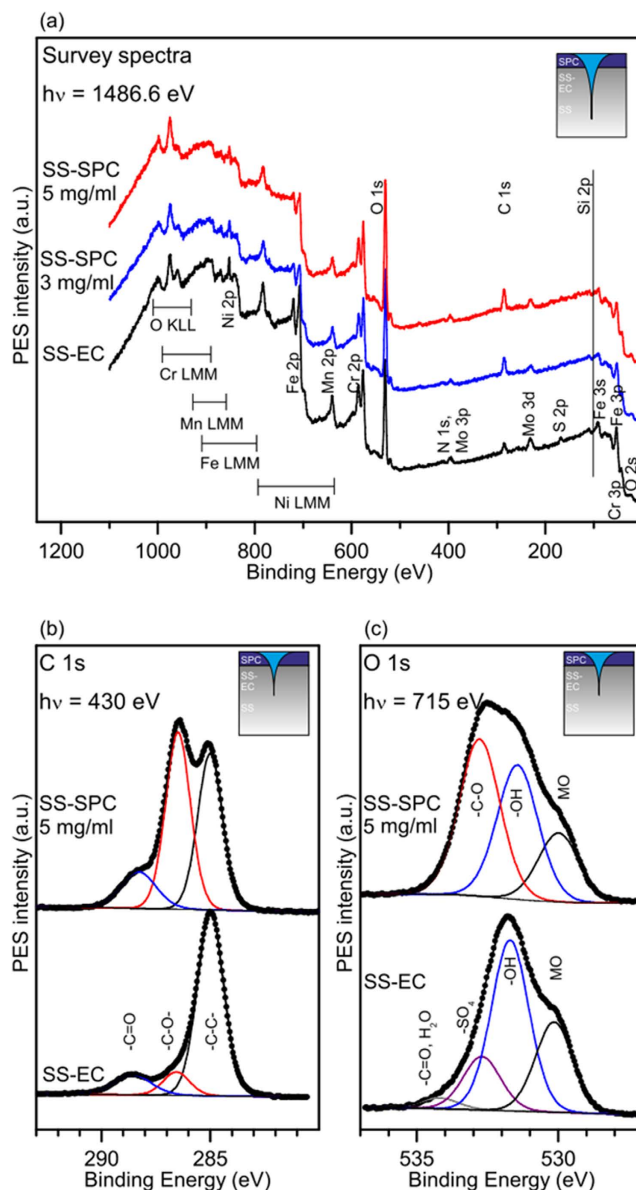 (a)
Survey spectra
hν = 1486.6 eV
SPC
SS-
EC
SS
SS-SPC
5 mg/ml
SS-SPC
3 mg/ml
SS-EC
O KLL
Cr LMM
Mn LMM
Fe LMM
Ni LMM
Ni 2p
Fe 2p
Mn 2p
Cr 2p
O 1s
N 1s,
Mo 3p
C 1s
Mo 3d
S 2p
Si 2p
Fe 3s
Fe 3p
Cr 3p
O 2s
PES intensity (a.u.)
1200 1000 800 600 400 200
Binding Energy (eV)
(b)
C 1s
hν = 430 eV
SPC
SS-
EC
SS
SS-SPC
5 mg/ml
SS-EC
-C=O
-C-O-
-C-C-
PES intensity (a.u.)
290 285
Binding Energy (eV)
(c)
O 1s
hν = 715 eV
SPC
SS-
EC
SS
SS-SPC
5 mg/ml
-C-O
-OH
MO
SS-EC
-C=O, H₂O
-SO₄
-OH
MO
PES intensity (a.u.)
535 530
Binding Energy (eV)